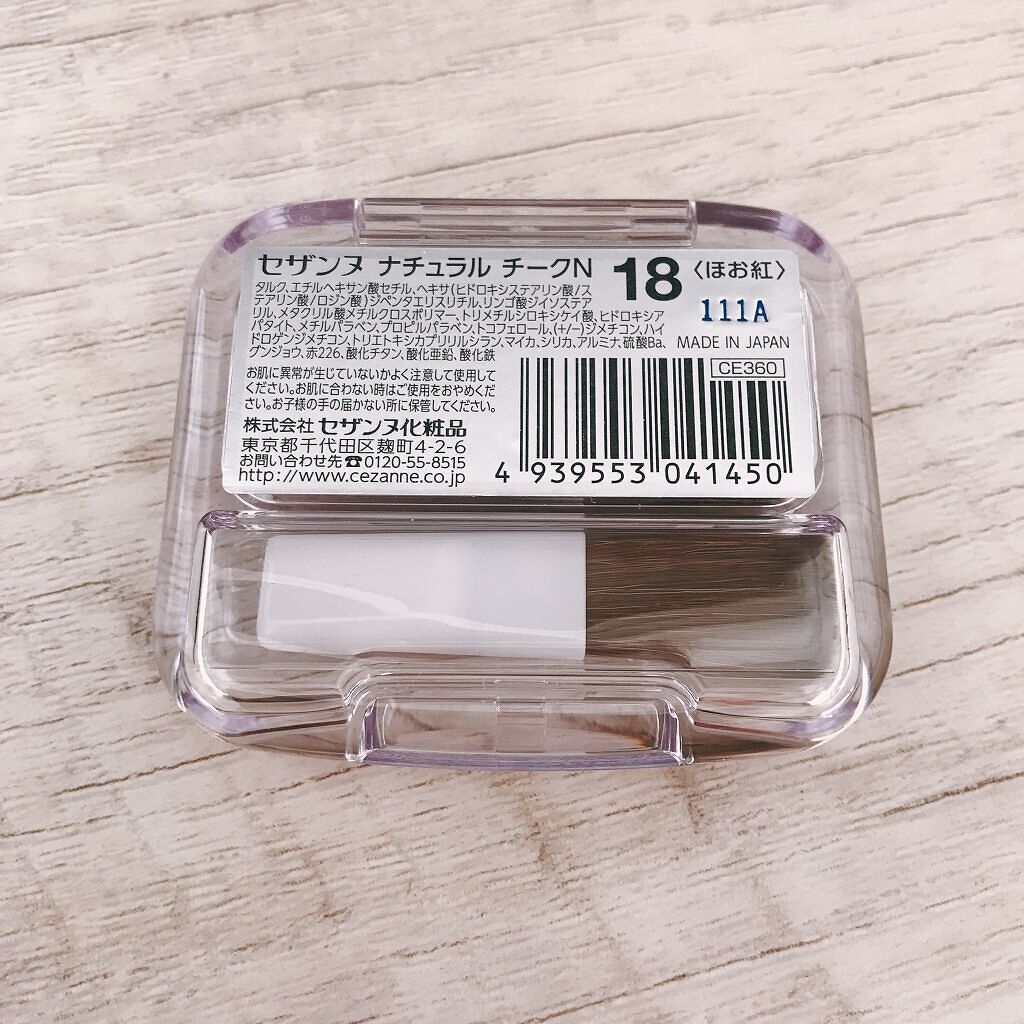 セザンヌ ナチュラル チークN 18 〈ほお紅〉
タルク、エチルヘキサン酸セチル、ヘキサ(ヒドロキシステアリン酸/ス
テアリン酸/ロジン酸)ジペンタエリスリチル、リンゴ酸ジイソステア
リル、メタクリル酸メチルクロスポリマー、トリメチルシロキシケイ酸、ヒドロキシア
パタイト、メチルパラベン、プロピルパラベン、トコフェロール、(+/-)ジメチコン、ハイ
ドロゲンジメチコン、トリエトキシカプリリルシラン、マイカ、シリカ、アルミナ、硫酸Ba、
グンジョウ、赤226、酸化チタン、酸化亜鉛、酸化鉄
111A
MADE IN JAPAN
CE360
お肌に異常が生じていないかよく注意して使用して
ください。お肌に合わない時はご使用をおやめくだ
さい。お子様の手の届かない所に保管してください。
株式会社 セザンヌ化粧品
東京都千代田区麹町4-2-6
お問い合わせ先☎0120-55-8515
http://www.cezanne.co.jp
4 939553 041450